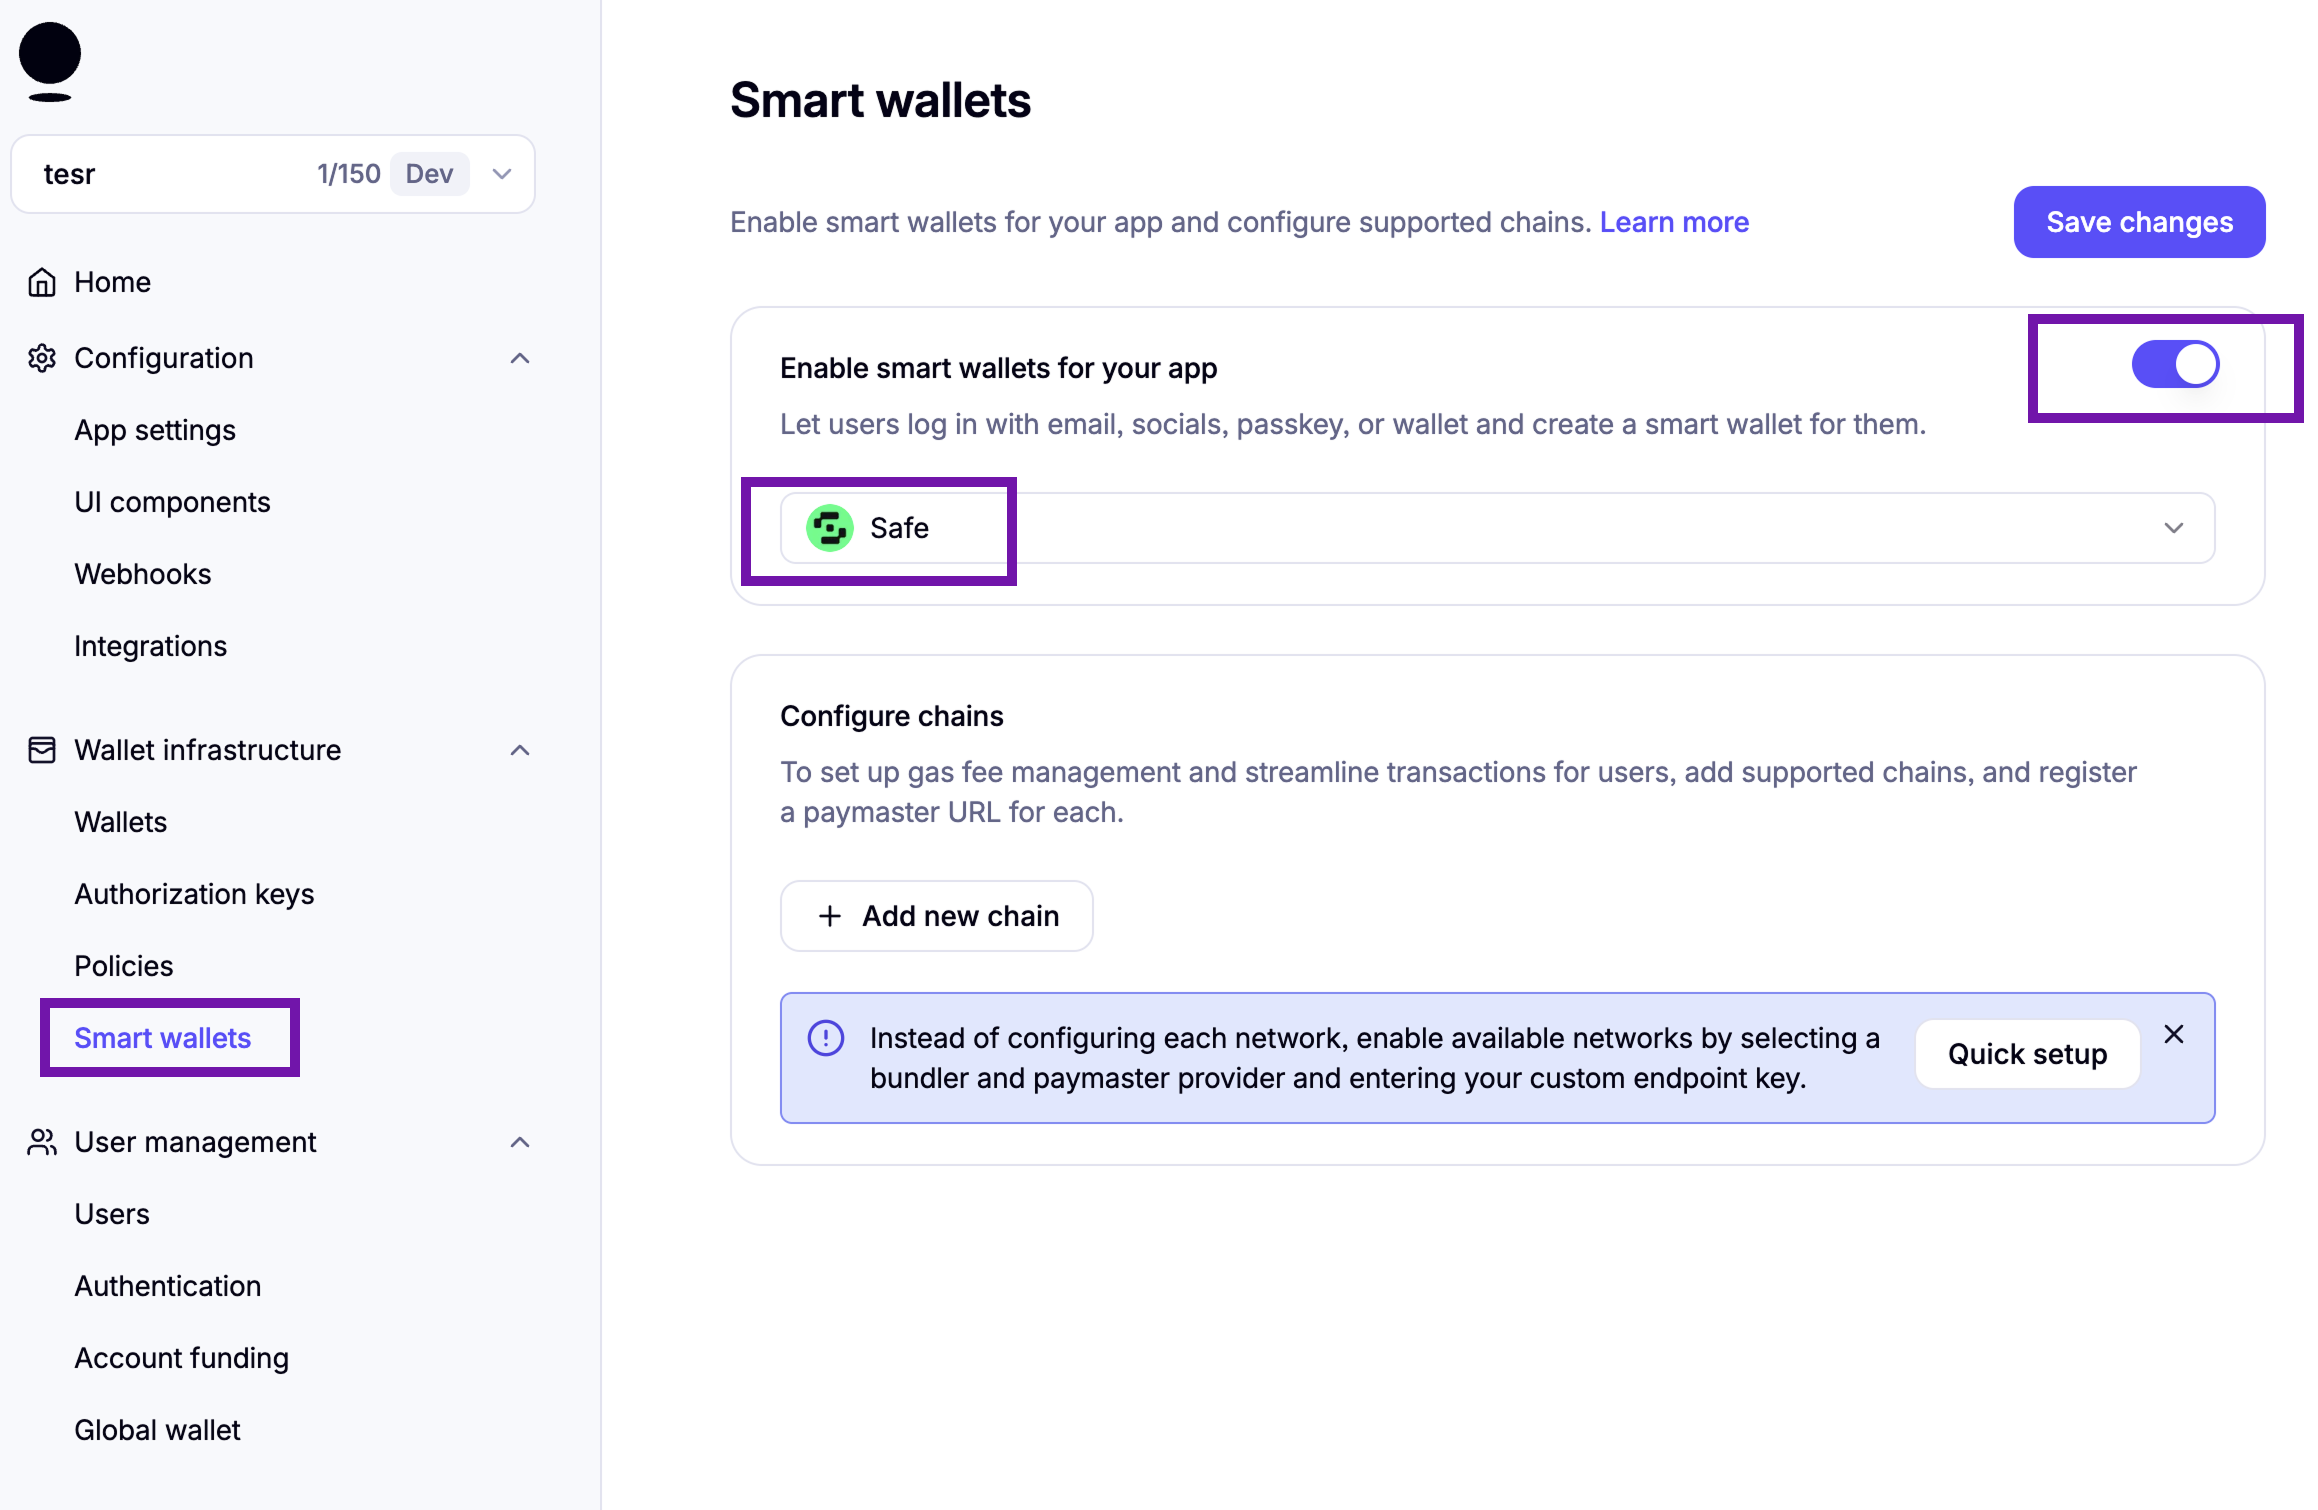 tesr
1/150
Dev
Home
Configuration
App settings
UI components
Webhooks
Integrations
Wallet infrastructure
Wallets
Authorization keys
Policies
Smart wallets
User management
Users
Authentication
Account funding
Global wallet
Smart wallets
Enable smart wallets for your app and configure supported chains. Learn more
Save changes
Enable smart wallets for your app
Let users log in with email, socials, passkey, or wallet and create a smart wallet for them.
Safe
Configure chains
To set up gas fee management and streamline transactions for users, add supported chains, and register
a paymaster URL for each.
Add new chain
Instead of configuring each network, enable available networks by selecting a
bundler and paymaster provider and entering your custom endpoint key.
Quick setup